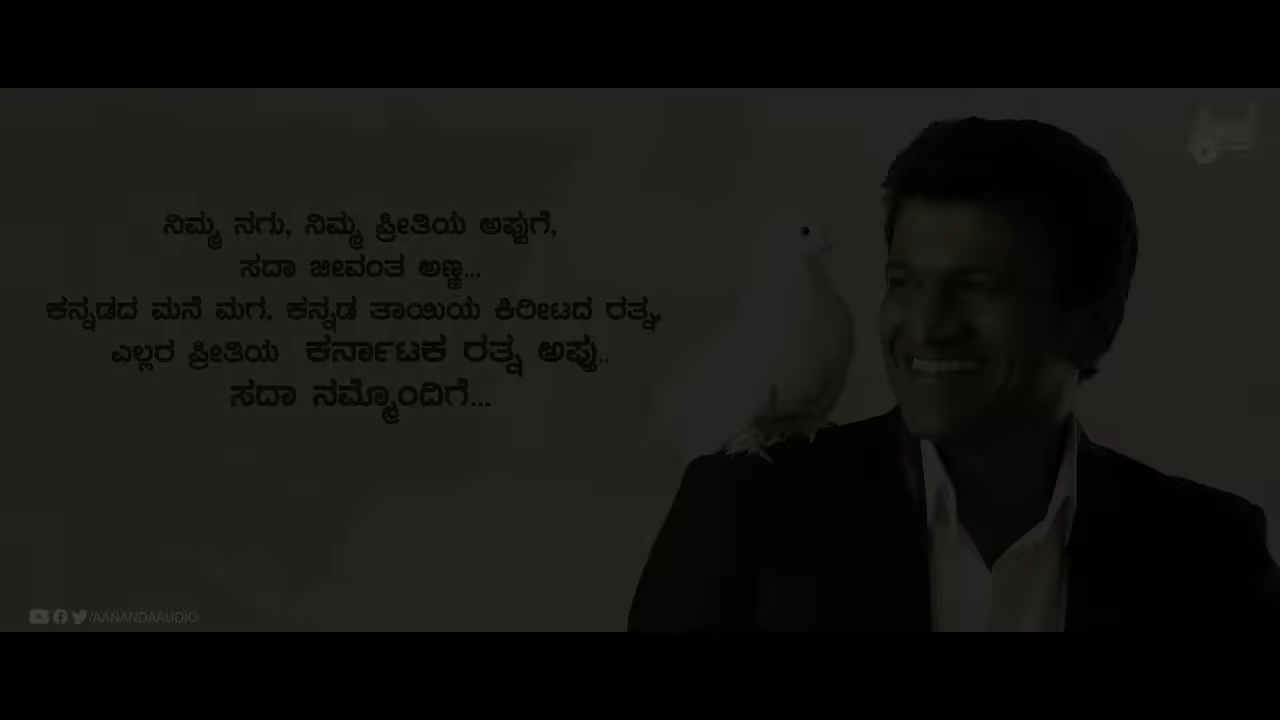 ನಿಮ್ಮ ನಗು, ನಿಮ್ಮ ಪ್ರೀತಿಯ ಅಪ್ಪುಗೆ,
ಸದಾ ಜೀವಂತ ಅಣ್ಣ...
ಕನ್ನಡದ ಮನೆ ಮಗ, ಕನ್ನಡ ತಾಯಿಯ ಕಿರೀಟದ ರತ್ನ,
ಎಲ್ಲರ ಪ್ರೀತಿಯ ಕರ್ನಾಟಕ ರತ್ನ ಅಪ್ಪು..
ಸದಾ ನಮ್ಮೊಂದಿಗೆ...
/AANANDAAUDIO